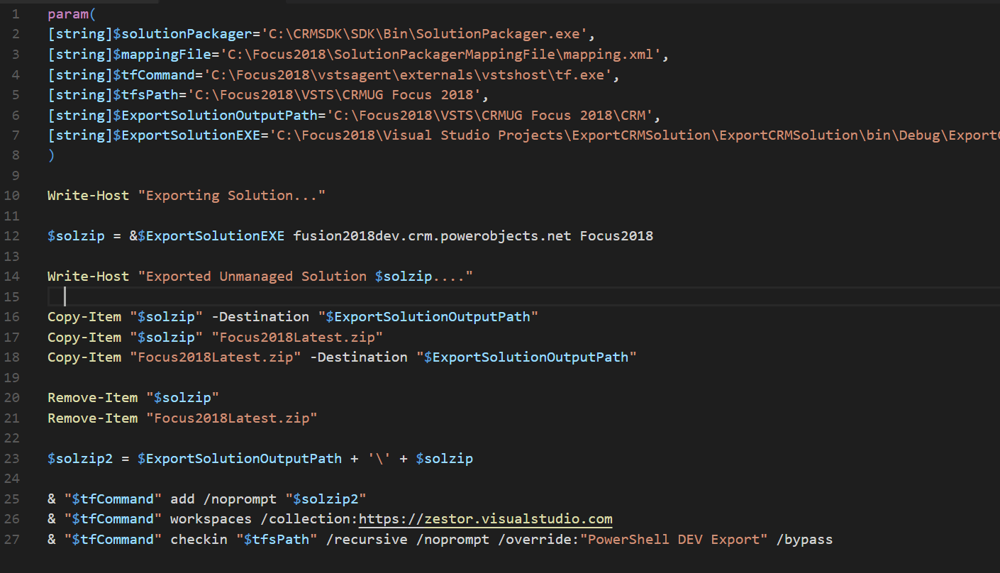 1 param(
2 [string]$solutionPackager='C:\CRMSDK\SDK\Bin\SolutionPackager.exe',
3 [string]$mappingFile='C:\Focus2018\SolutionPackagerMappingFile\mapping.xml',
4 [string]$tfCommand='C:\Focus2018\vstsagent\externals\vstshost\tf.exe',
5 [string]$tfsPath='C:\Focus2018\VSTS\CRMUG Focus 2018',
6 [string]$ExportSolutionOutputPath='C:\Focus2018\VSTS\CRMUG Focus 2018\CRM',
7 [string]$ExportSolutionEXE='C:\Focus2018\Visual Studio Projects\ExportCRMSolution\ExportCRMSolution\bin\Debug\ExportC
8 )
9
10 Write-Host "Exporting Solution..."
11
12 $solzip = &$ExportSolutionEXE fusion2018dev.crm.powerobjects.net Focus2018
13
14 Write-Host "Exported Unmanaged Solution $solzip...."
15
16 Copy-Item "$solzip" -Destination "$ExportSolutionOutputPath"
17 Copy-Item "$solzip" "Focus2018Latest.zip"
18 Copy-Item "Focus2018Latest.zip" -Destination "$ExportSolutionOutputPath"
19
20 Remove-Item "$solzip"
21 Remove-Item "Focus2018Latest.zip"
22
23 $solzip2 = $ExportSolutionOutputPath + '\' + $solzip
24
25 & "$tfCommand" add /noprompt "$solzip2"
26 & "$tfCommand" workspaces /collection:https://zestor.visualstudio.com
27 & "$tfCommand" checkin "$tfsPath" /recursive /noprompt /override:"PowerShell DEV Export" /bypass